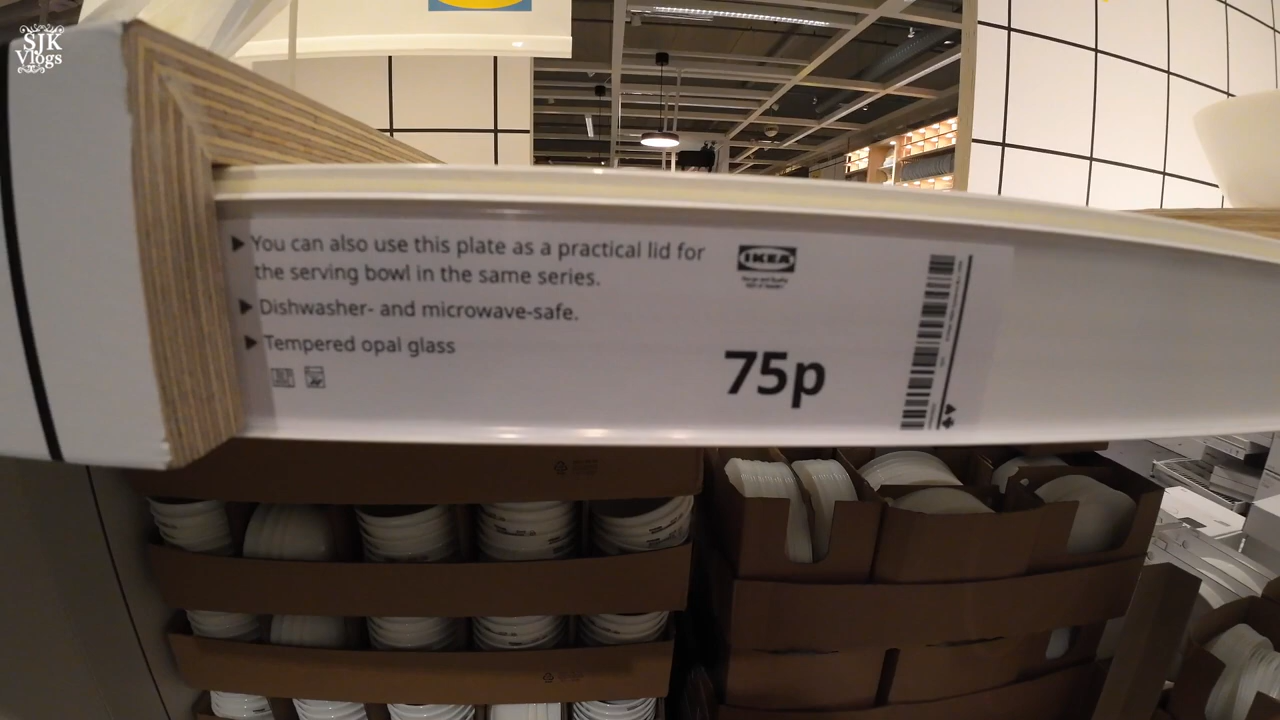 SJK
Vlogs
▶ You can also use this plate as a practical lid for
the serving bowl in the same series.
▶ Dishwasher- and microwave-safe.
▶ Tempered opal glass
IKEA
75p